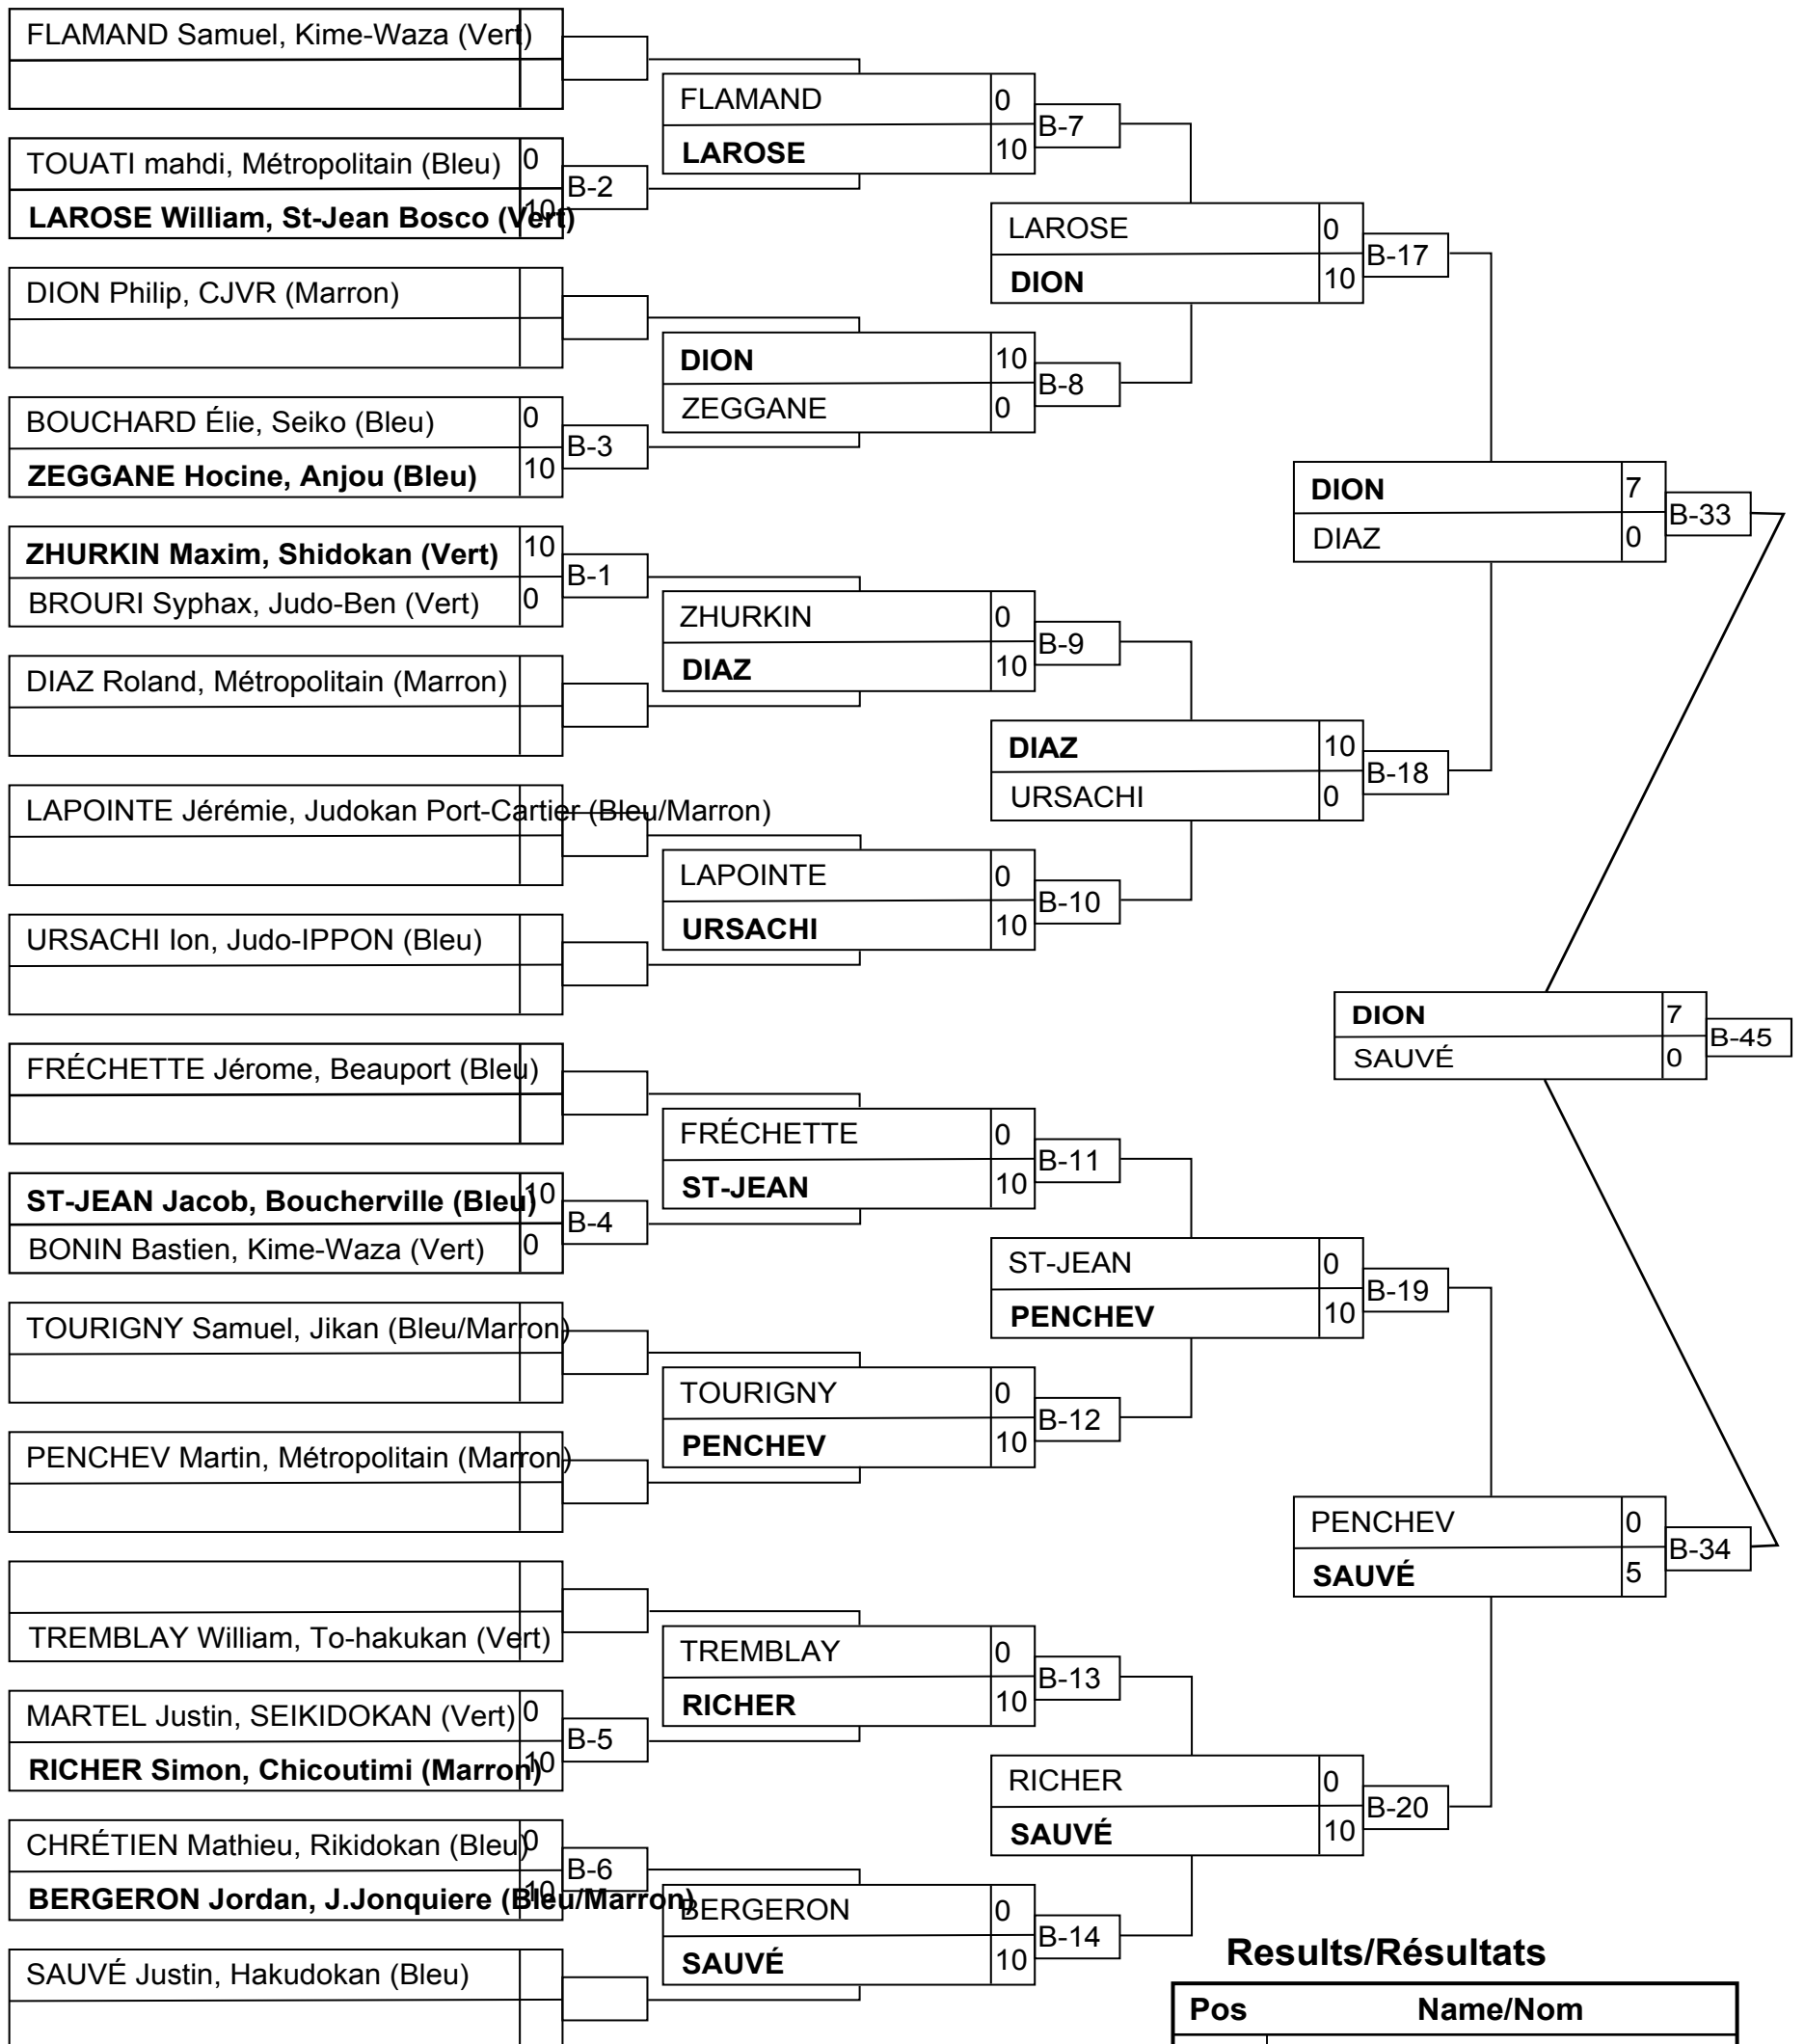 FLAMAND Samuel, Kime-Waza (Vert)
TOUATI mahdi, Métropolitain (Bleu) 0
LAROSE William, St-Jean Bosco (Vert) 10
B-2
DION Philip, CJVR (Marron)
BOUCHARD Élie, Seiko (Bleu) 0
ZEGGANE Hocine, Anjou (Bleu) 10
B-3
ZHURKIN Maxim, Shidokan (Vert) 10
BROURI Syphax, Judo-Ben (Vert) 0
B-1
DIAZ Roland, Métropolitain (Marron)
LAPOINTE Jérémie, Judokan Port-Cartier (Bleu/Marron)
URSACHI Ion, Judo-IPPON (Bleu)
FRÉCHETTE Jérome, Beauport (Bleu)
ST-JEAN Jacob, Boucherville (Bleu) 10
BONIN Bastien, Kime-Waza (Vert) 0
B-4
TOURIGNY Samuel, Jikan (Bleu/Marron)
PENCHEV Martin, Métropolitain (Marron)
TREMBLAY William, To-hakukan (Vert)
MARTEL Justin, SEIKIDOKAN (Vert) 0
RICHER Simon, Chicoutimi (Marron) 10
B-5
CHRÉTIEN Mathieu, Rikidokan (Bleu) 0
BERGERON Jordan, J.Jonquiere (Bleu/Marron) 10
B-6
SAUVÉ Justin, Hakudokan (Bleu)
FLAMAND 0
LAROSE 10
B-7
DION 10
ZEGGANE 0
B-8
ZHURKIN 0
DIAZ 10
B-9
LAPOINTE 0
URSACHI 10
B-10
FRÉCHETTE 0
ST-JEAN 10
B-11
TOURIGNY 0
PENCHEV 10
B-12
TREMBLAY 0
RICHER 10
B-13
BERGERON 0
SAUVÉ 10
B-14
LAROSE 0
DION 10
B-17
DIAZ 10
URSACHI 0
B-18
ST-JEAN 0
PENCHEV 10
B-19
RICHER 0
SAUVÉ 10
B-20
DION 7
DIAZ 0
B-33
PENCHEV 0
SAUVÉ 5
B-34
DION 7
SAUVÉ 0
B-45
Results/Résultats
Pos Name/Nom